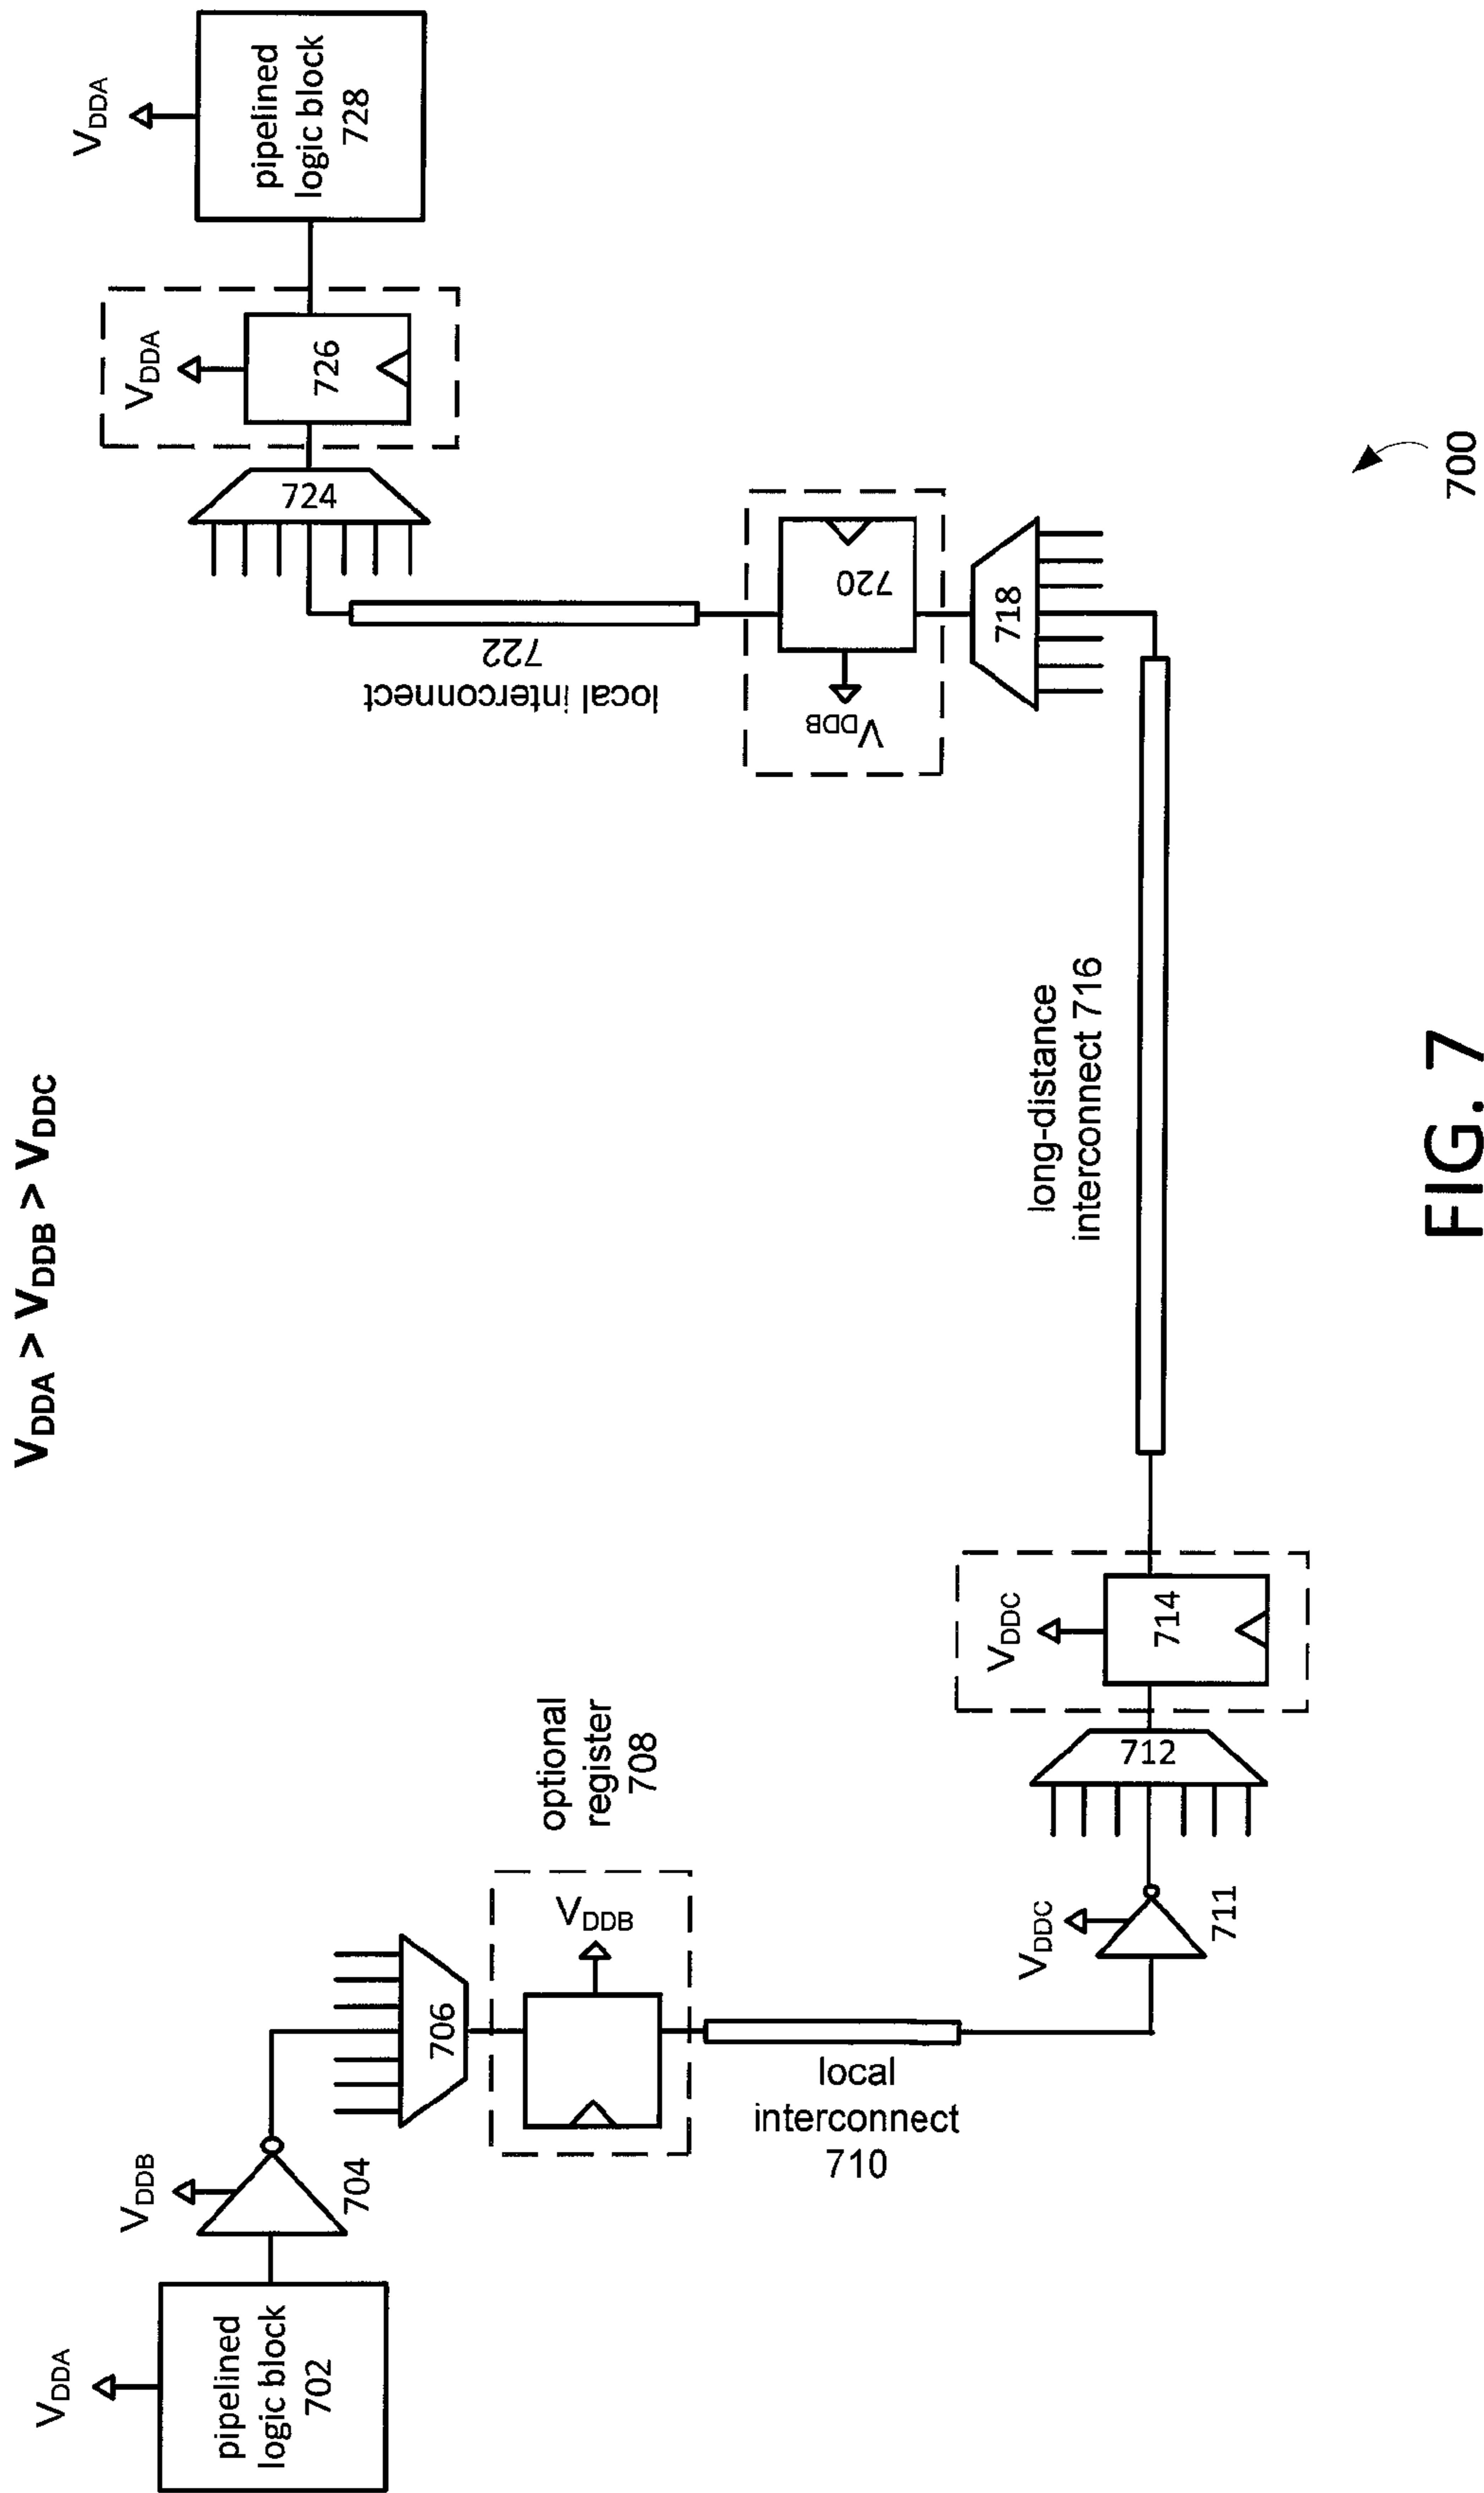 V_DDA > V_DDB > V_DDC
V_DDA
pipelined
logic block
702
V_DDB
704
706
V_DDB
optional
register
708
local
interconnect
710
V_DDC
711
712
V_DDC
714
long-distance
interconnect 716
718
720
V_DDB
local interconnect
722
724
V_DDA
726
V_DDA
pipelined
logic block
728
700
FIG. 7